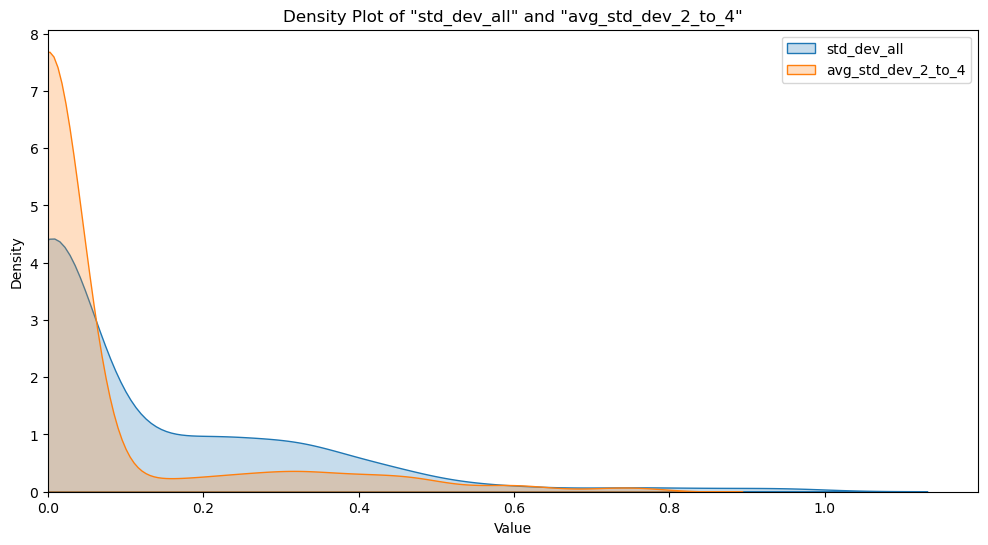 Density Plot of "std_dev_all" and "avg_std_dev_2_to_4"
std_dev_all
avg_std_dev_2_to_4
Density
8
7
6
5
4
3
2
1
0
0.0 0.2 0.4 0.6 0.8 1.0
Value